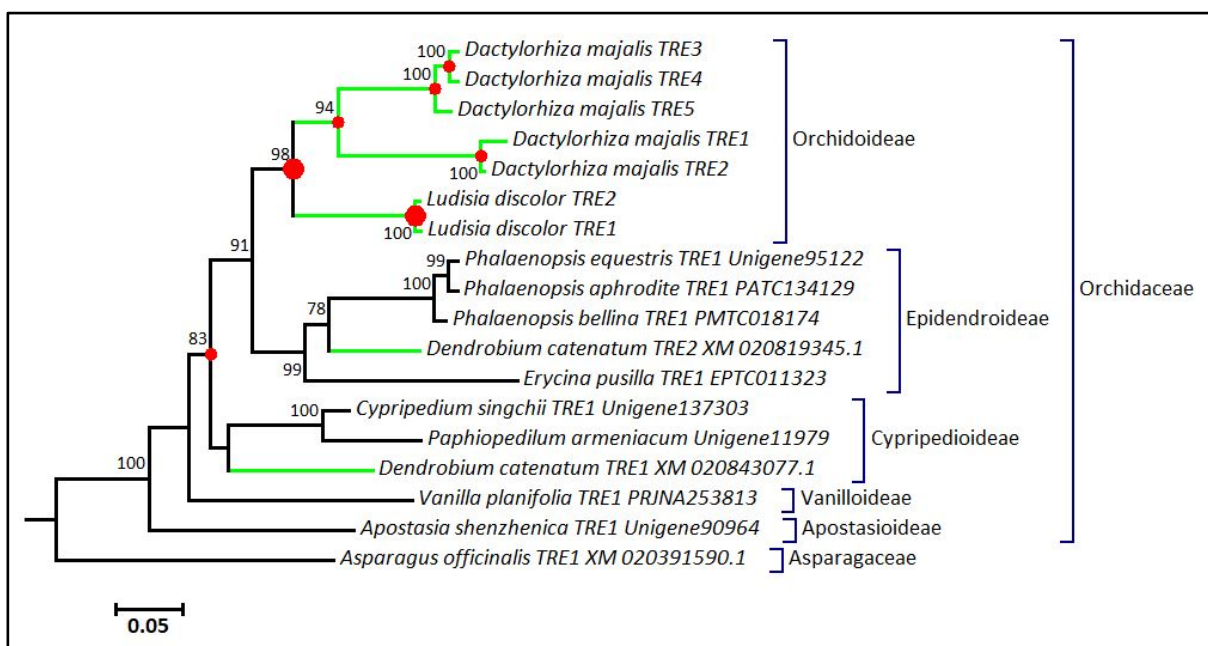 100 Dactylorhiza majalis TRE3
100 Dactylorhiza majalis TRE4
94 Dactylorhiza majalis TRE5
Dactylorhiza majalis TRE1 Orchidoideae
98 100 Dactylorhiza majalis TRE2
Ludisia discolor TRE2
100 Ludisia discolor TRE1
91 99 Phalaenopsis equestris TRE1 Unigene95122
100 Phalaenopsis aphrodite TRE1 PATC134129 Orchidaceae
78 Phalaenopsis bellina TRE1 PMTC018174 Epidendroideae
83 Dendrobium catenatum TRE2 XM 020819345.1
99 Erycina pusilla TRE1 EPTC011323
100 Cypripedium singchii TRE1 Unigene137303
Paphiopedilum armeniacum Unigene11979 Cypripedioideae
100 Dendrobium catenatum TRE1 XM 020843077.1
Vanilla planifolia TRE1 PRJNA253813 Vanilloideae
Apostasia shenzhenica TRE1 Unigene90964 Apostasioideae
Asparagus officinalis TRE1 XM 020391590.1 Asparagaceae
0.05